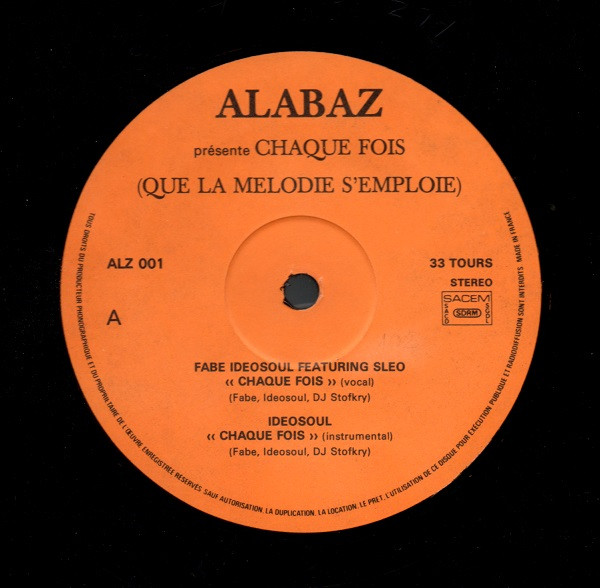 ALABAZ
présente CHAQUE FOIS
(QUE LA MELODIE S'EMPLOIE)
ALZ 001
33 TOURS
STEREO
SACEM
SACD
SDRM
SGDL
A
FABE IDEOSOUL FEATURING SLEO
‹‹ CHAQUE FOIS ›› (vocal)
(Fabe, Ideosoul, DJ Stofkry)
IDEOSOUL
‹‹ CHAQUE FOIS ›› (instrumental)
(Fabe, Ideosoul, DJ Stofkry)
TOUS DROITS DU PRODUCTEUR PHONOGRAPHIQUE ET DU PROPRIETAIRE DE L'ŒUVRE ENREGISTREE RESERVES SAUF AUTORISATION, LA DUPLICATION, LA LOCATION, LE PRET, L'UTILISATION DE CE DISQUE POUR EXECUTION PUBLIQUE ET RADIODIFFUSION SONT INTERDITS MADE IN FRANCE